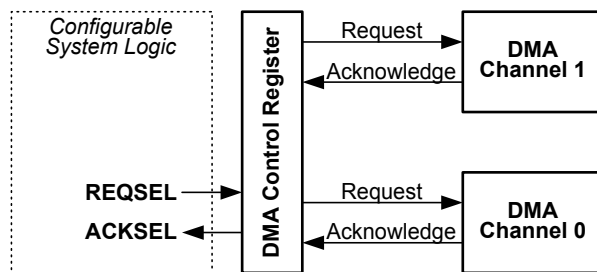 Configurable
System Logic
REQSEL
ACKSEL
DMA Control Register
Request
Acknowledge
DMA
Channel 1
Request
Acknowledge
DMA
Channel 0